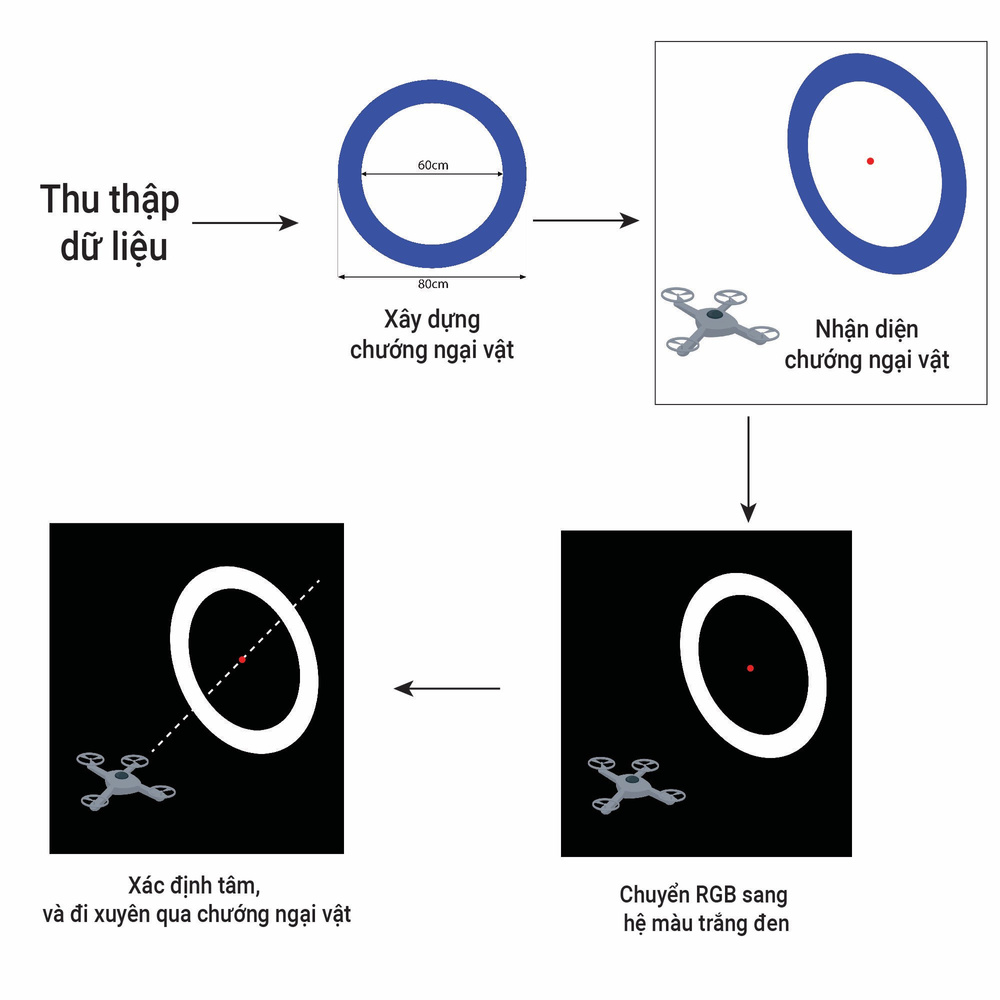 Thu thập
dữ liệu
60cm
80cm
Xây dựng
chướng ngại vật
Nhận diện
chướng ngại vật
Chuyển RGB sang
hệ màu trắng đen
Xác định tâm,
và đi xuyên qua chướng ngại vật